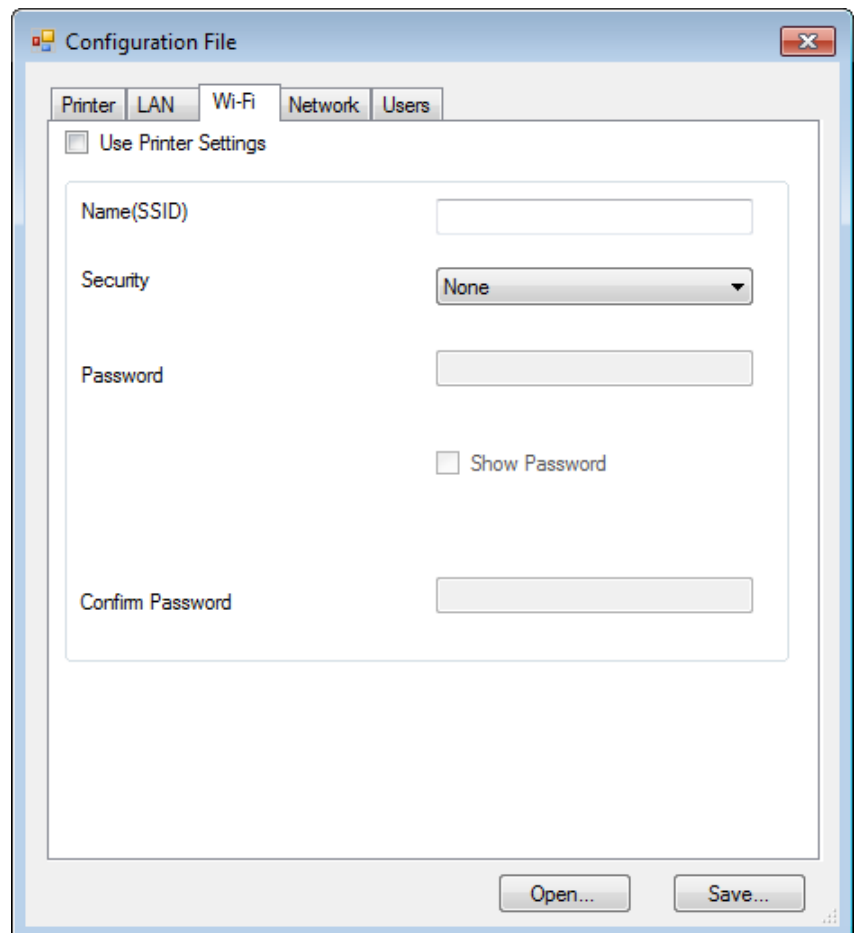 Configuration File
Printer LAN Wi-Fi Network Users
Use Printer Settings
Name(SSID)
Security None
Password
Show Password
Confirm Password
Open... Save...